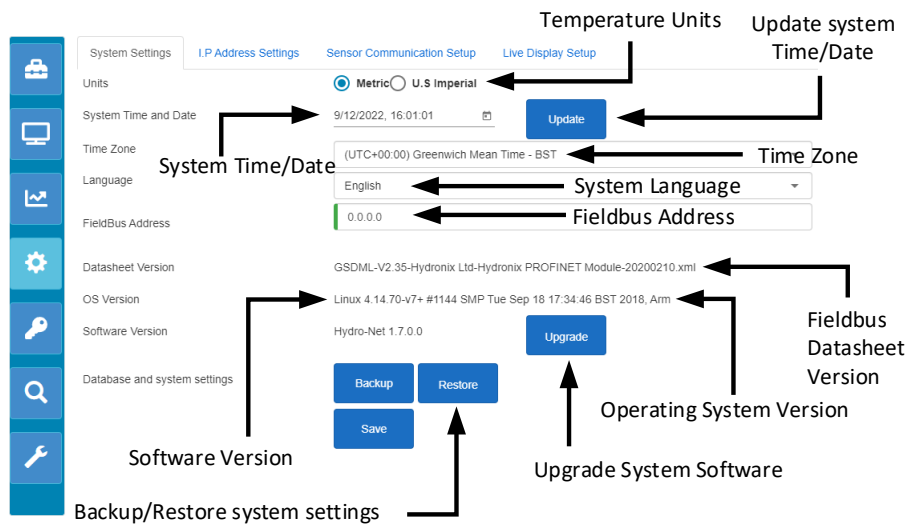 Temperature Units
Update system
Time/Date
System Settings
I.P Address Settings
Sensor Communication Setup
Live Display Setup
Units
Metric
U.S Imperial
System Time and Date
9/12/2022, 16:01:01
Update
System Time/Date
Time Zone
(UTC+00:00) Greenwich Mean Time - BST
Time Zone
Language
English
System Language
FieldBus Address
0.0.0.0
Fieldbus Address
Datasheet Version
GSDML-V2.35-Hydronix Ltd-Hydronix PROFINET Module-20200210.xml
OS Version
Linux 4.14.70-v7+ #1144 SMP Tue Sep 18 17:34:46 BST 2018, Arm
Software Version
Hydro-Net 1.7.0.0
Upgrade
Fieldbus
Datasheet
Version
Database and system settings
Backup
Restore
Save
Operating System Version
Software Version
Upgrade System Software
Backup/Restore system settings